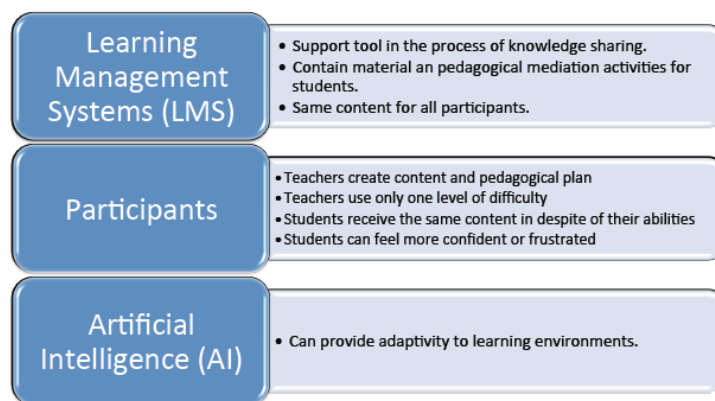 Learning
Management
Systems (LMS)
• Support tool in the process of knowledge sharing.
• Contain material an pedagogical mediation activities for
students.
• Same content for all participants.
Participants
•Teachers create content and pedagogical plan
•Teachers use only one level of difficulty
•Students receive the same content in despite of their abilities
•Students can feel more confident or frustrated
Artificial
Intelligence (AI)
• Can provide adaptivity to learning environments.